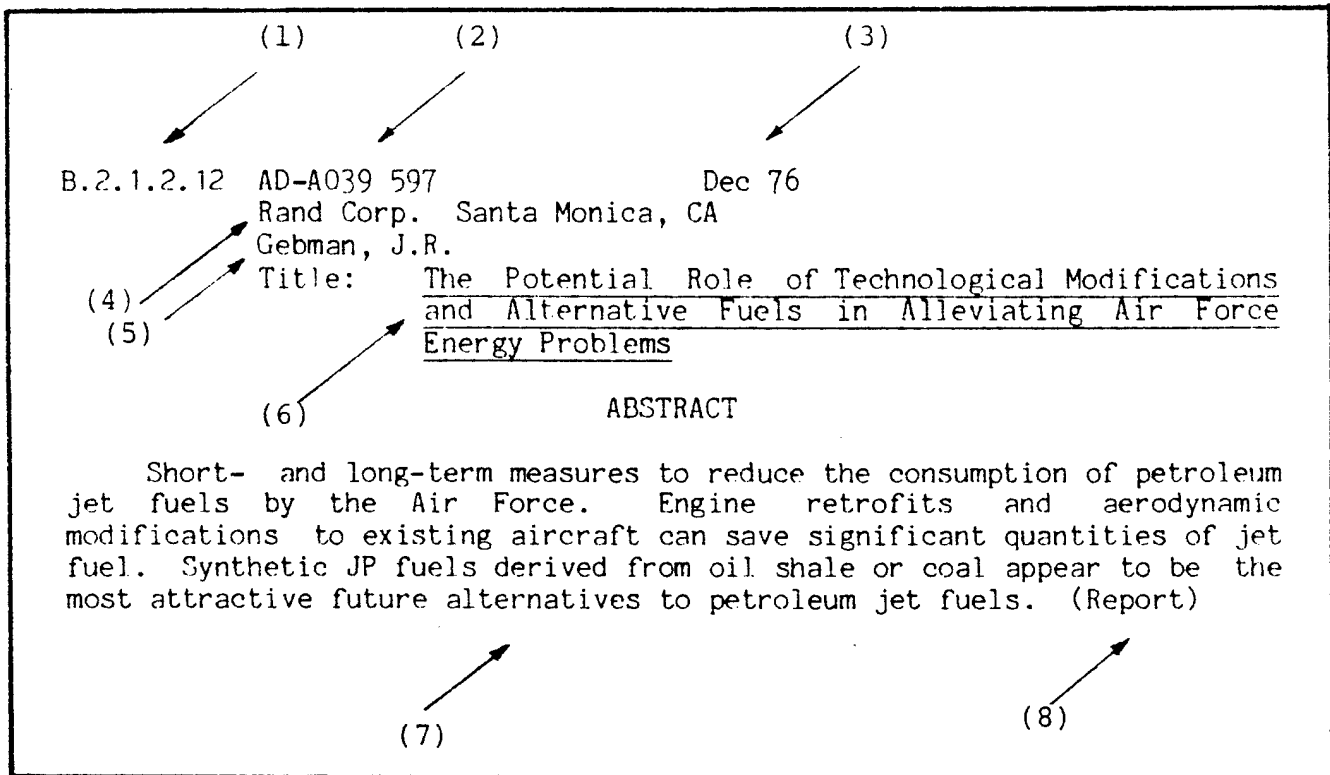 (1) (2) (3)
B.2.1.2.12 AD-A039 597 Dec 76
Rand Corp. Santa Monica, CA
Gebman, J.R.
Title: The Potential Role of Technological Modifications
(4)
and Alternative Fuels in Alleviating Air Force
(5)
Energy Problems
(6) ABSTRACT
Short- and long-term measures to reduce the consumption of petroleum
jet fuels by the Air Force. Engine retrofits and aerodynamic
modifications to existing aircraft can save significant quantities of jet
fuel. Synthetic JP fuels derived from oil shale or coal appear to be the
most attractive future alternatives to petroleum jet fuels. (Report)
(7) (8)